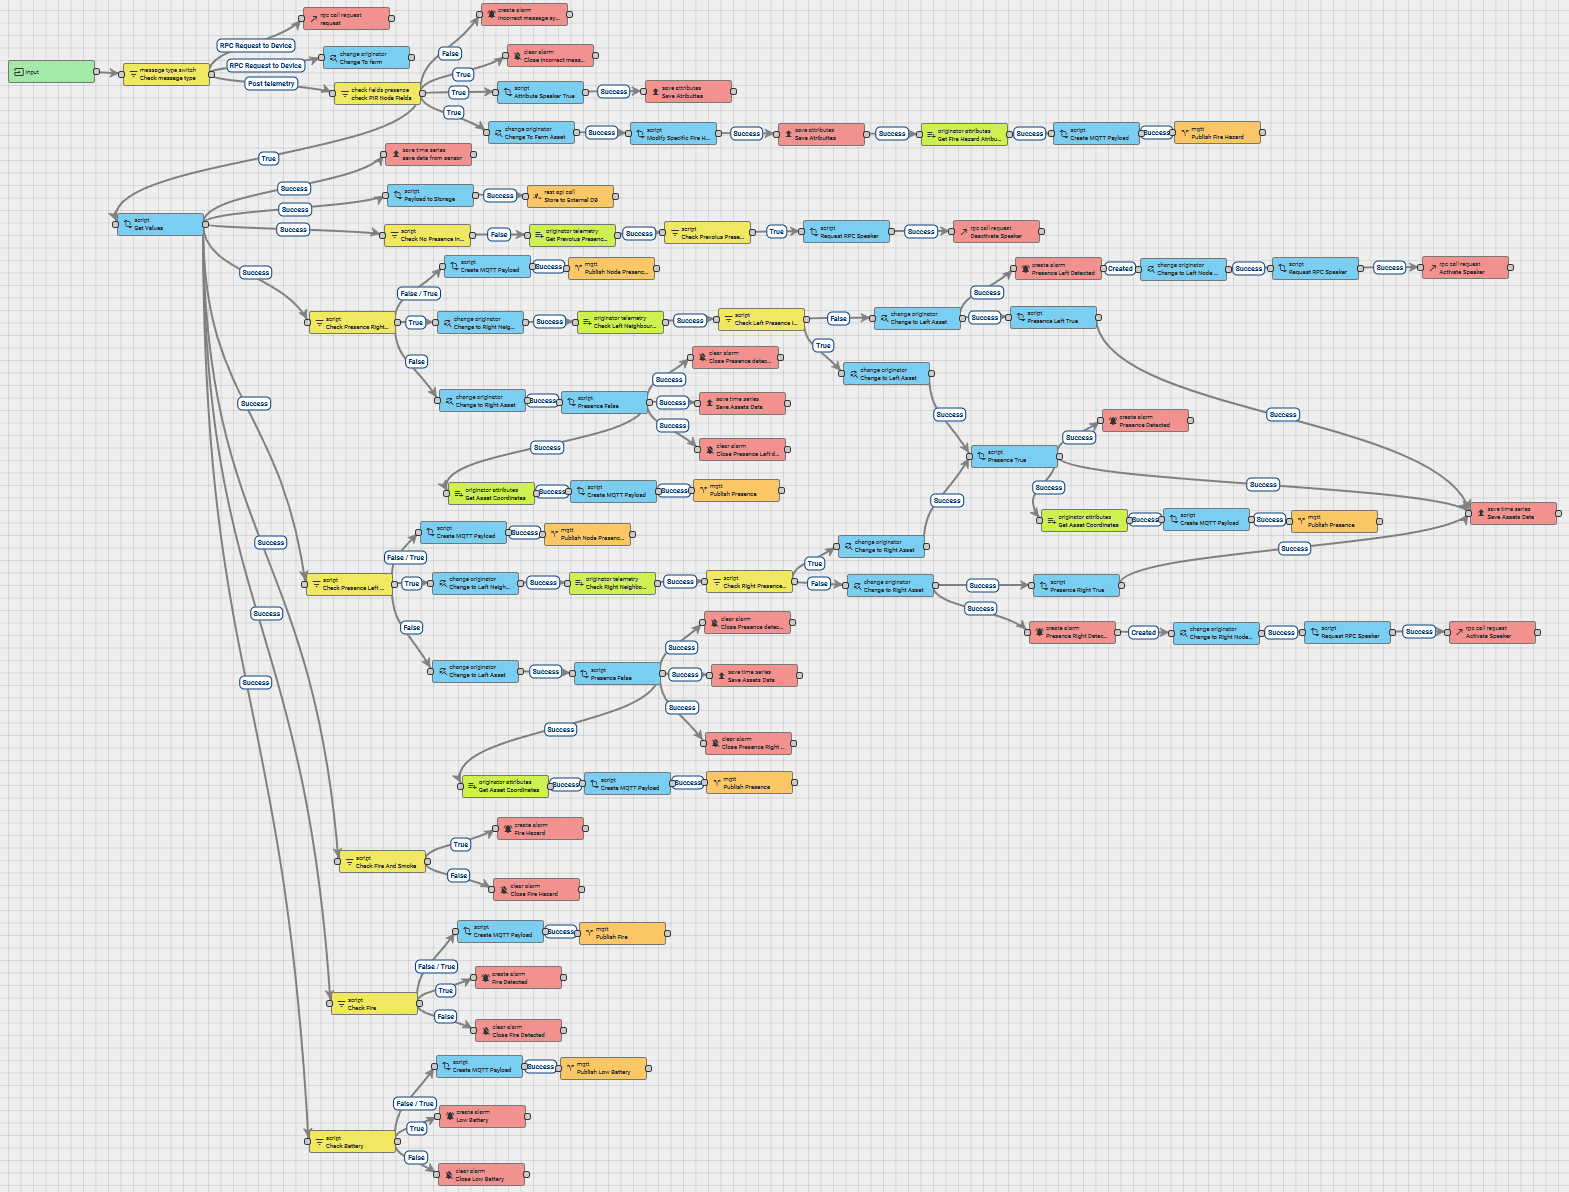 input
message type switch
Check message type
RPC Request to Device
rpc call request
request
RPC Request to Device
change originator
Change To farm
Post telemetry
check fields presence
check PIR Node Fields
False
create alarm
Incorrect message sy...
True
clear alarm
Close Incorrect mess...
True
script
Attribute Speaker True
Success
save attributes
Save Atributtes
True
change originator
Change To Farm Asset
Success
script
Modify Specific Fire H...
Success
save attributes
Save Atributtes
Success
originator attributes
Get Fire Hazard Atribu...
Success
script
Create MQTT Payload
Success
mqtt
Publish Fire Hazard
True
script
Get Values
Success
save time series
save data from sensor
Success
script
Payload to Storage
Success
rest api call
Store to External DB
Success
script
Check No Presence In...
False
originator telemetry
Get Previous Presenc...
Success
script
Check Previous Prese...
True
script
Request RPC Speaker
Success
rpc call request
Deactivate Speaker
Success
script
Check Presence Right...
False / True
script
Create MQTT Payload
Success
mqtt
Publish Node Presenc...
True
change originator
Change to Right Neig...
Success
originator telemetry
Check Left Neighbour...
Success
script
Check Left Presence I...
False
change originator
Change to Left Asset
Success
create alarm
Presence Left Detected
Created
change originator
Change to Left Node ...
Success
script
Request RPC Speaker
Success
rpc call request
Activate Speaker
Success
script
Presence Left True
Success
True
change originator
Change to Left Asset
Success
False
change originator
Change to Right Asset
Success
script
Presence False
Success
clear alarm
Close Presence detec...
Success
save time series
Save Assets Data
Success
clear alarm
Close Presence Left d...
Success
originator attributes
Get Asset Coordinates
Success
script
Create MQTT Payload
Success
mqtt
Publish Presence
script
Presence True
Success
create alarm
Presence Detected
Success
Success
originator attributes
Get Asset Coordinates
Success
script
Create MQTT Payload
Success
mqtt
Publish Presence
save time series
Save Assets Data
Success
script
Check Presence Left ...
False / True
script
Create MQTT Payload
Success
mqtt
Publish Node Presenc...
True
change originator
Change to Left Neigh...
Success
originator telemetry
Check Right Neighbo...
Success
script
Check Right Presence...
True
change originator
Change to Right Asset
Success
False
change originator
Change to Right Asset
Success
script
Presence Right True
Success
Success
create alarm
Presence Right Detec...
Created
change originator
Change to Right Node...
Success
script
Request RPC Speaker
Success
rpc call request
Activate Speaker
False
change originator
Change to Left Asset
Success
script
Presence False
Success
clear alarm
Close Presence detec...
Success
save time series
Save Assets Data
Success
clear alarm
Close Presence Right ...
Success
originator attributes
Get Asset Coordinates
Success
script
Create MQTT Payload
Success
mqtt
Publish Presence
Success
script
Check Fire And Smoke
True
create alarm
Fire Hazard
False
clear alarm
Close Fire Hazard
Success
script
Check Fire
False / True
script
Create MQTT Payload
Success
mqtt
Publish Fire
True
create alarm
Fire Detected
False
clear alarm
Close Fire Detected
Success
script
Check Battery
False / True
script
Create MQTT Payload
Success
mqtt
Publish Low Battery
True
create alarm
Low Battery
False
clear alarm
Close Low Battery